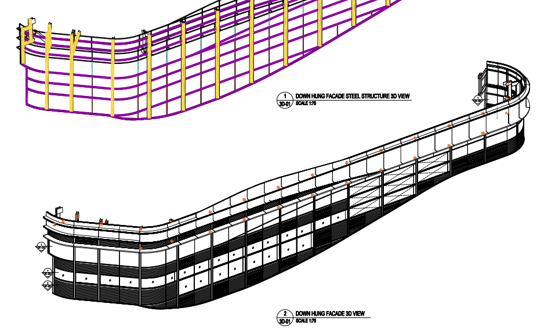 1 DOWN HUNG FACADE STEEL STRUCTURE 3D VIEW
3D-01 SCALE 1:75
2 DOWN HUNG FACADE 3D VIEW
3D-01 SCALE 1:75